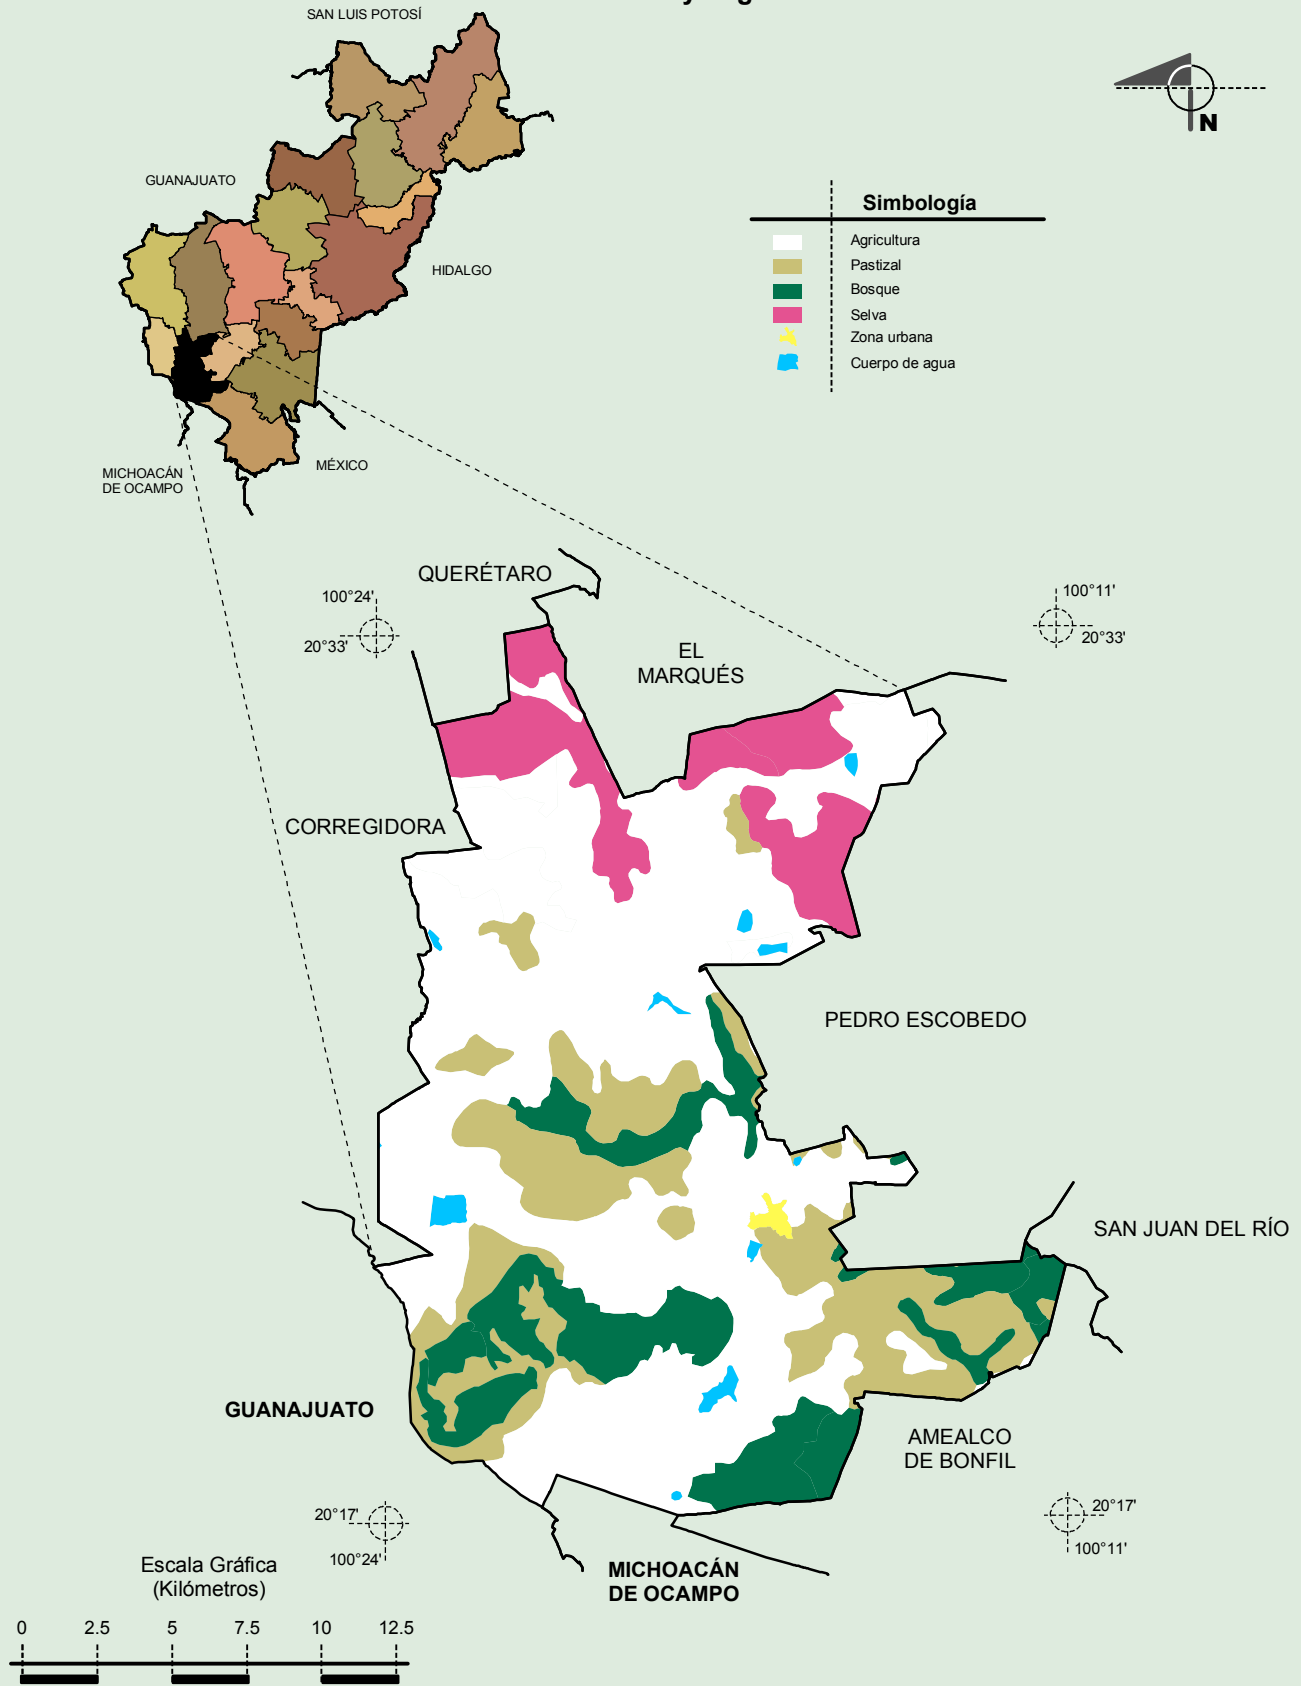 SAN LUIS POTOSÍ
N
GUANAJUATO
HIDALGO
MICHOACÁN
DE OCAMPO
MÉXICO
Simbología
Agricultura
Pastizal
Bosque
Selva
Zona urbana
Cuerpo de agua
QUERÉTARO
100°24'
20°33'
100°11'
20°33'
EL
MARQUÉS
CORREGIDORA
PEDRO ESCOBEDO
SAN JUAN DEL RÍO
GUANAJUATO
AMEALCO
DE BONFIL
20°17'
100°24'
20°17'
100°11'
MICHOACÁN
DE OCAMPO
Escala Gráfica
(Kilómetros)
0 2.5 5 7.5 10 12.5